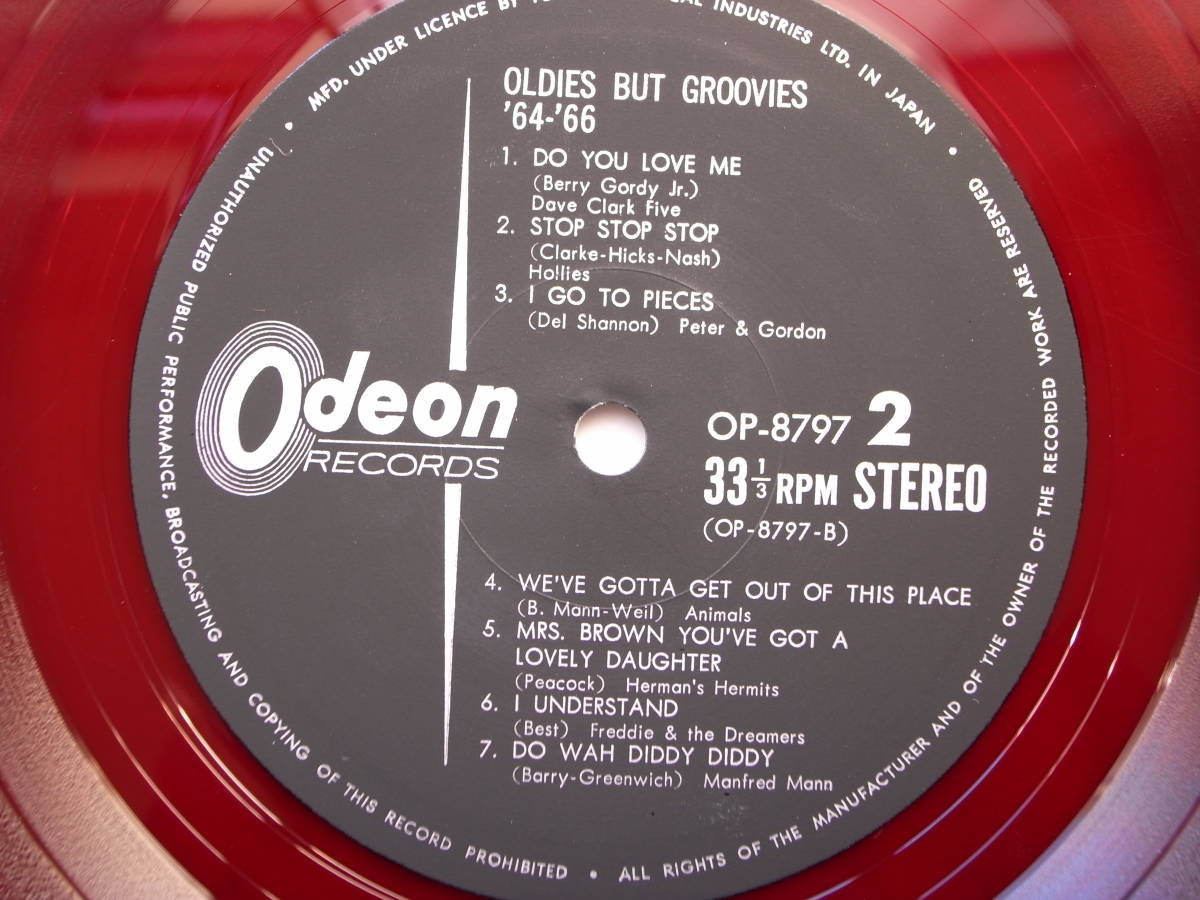 MFD. UNDER LICENCE BY INDUSTRIES LTD. IN JAPAN
OLDIES BUT GROOVIES
'64-'66
1. DO YOU LOVE ME
(Berry Gordy Jr.)
Dave Clark Five
2. STOP STOP STOP
(Clarke-Hicks-Nash)
Hollies
3. I GO TO PIECES
(Del Shannon) Peter & Gordon
Odeon
RECORDS
OP-8797 2
33 1/3 RPM STEREO
(OP-8797-B)
4. WE'VE GOTTA GET OUT OF THIS PLACE
(B. Mann-Weil) Animals
5. MRS. BROWN YOU'VE GOT A
LOVELY DAUGHTER
(Peacock) Herman's Hermits
6. I UNDERSTAND
(Best) Freddie & the Dreamers
7. DO WAH DIDDY DIDDY
(Barry-Greenwich) Manfred Mann
UNAUTHORIZED PUBLIC PERFORMANCE, BROADCASTING AND COPYING OF THIS RECORD PROHIBITED • ALL RIGHTS OF THE MANUFACTURER AND OF THE OWNER OF THE RECORDED WORK ARE RESERVED •